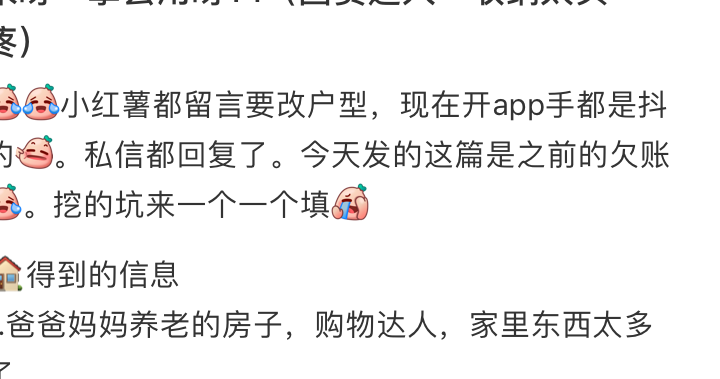 疼)
小红薯都留言要改户型，现在开app手都是抖
的。私信都回复了。今天发的这篇是之前的欠账
。挖的坑来一个一个填
得到的信息
.爸爸妈妈养老的房子，购物达人，家里东西太多
了